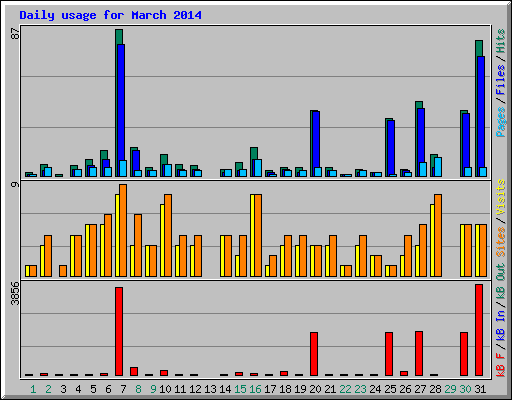 Daily usage for March 2014
87
9
3856
Pages / Files / Hits
Sites / Visits
kB F / kB In / kB Out
1 2 3 4 5 6 7 8 9 10 11 12 13 14 15 16 17 18 19 20 21 22 23 24 25 26 27 28 29 30 31